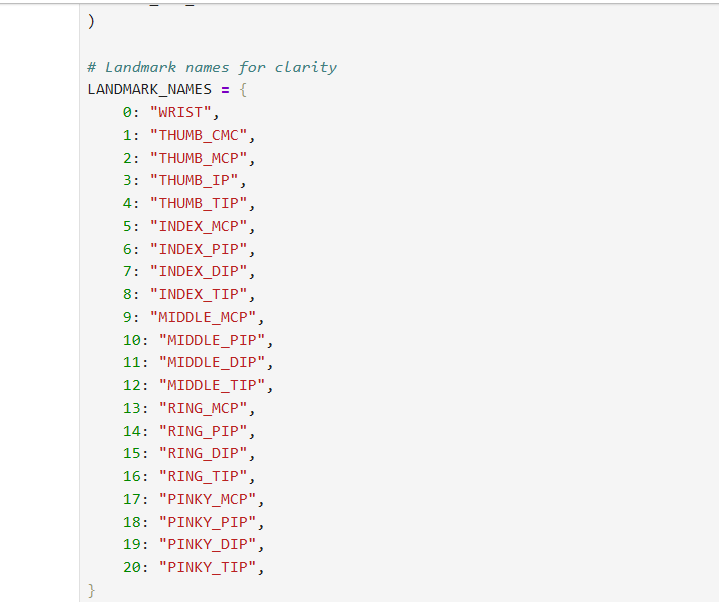 )
# Landmark names for clarity
LANDMARK_NAMES = {
    0: "WRIST",
    1: "THUMB_CMC",
    2: "THUMB_MCP",
    3: "THUMB_IP",
    4: "THUMB_TIP",
    5: "INDEX_MCP",
    6: "INDEX_PIP",
    7: "INDEX_DIP",
    8: "INDEX_TIP",
    9: "MIDDLE_MCP",
    10: "MIDDLE_PIP",
    11: "MIDDLE_DIP",
    12: "MIDDLE_TIP",
    13: "RING_MCP",
    14: "RING_PIP",
    15: "RING_DIP",
    16: "RING_TIP",
    17: "PINKY_MCP",
    18: "PINKY_PIP",
    19: "PINKY_DIP",
    20: "PINKY_TIP",
}